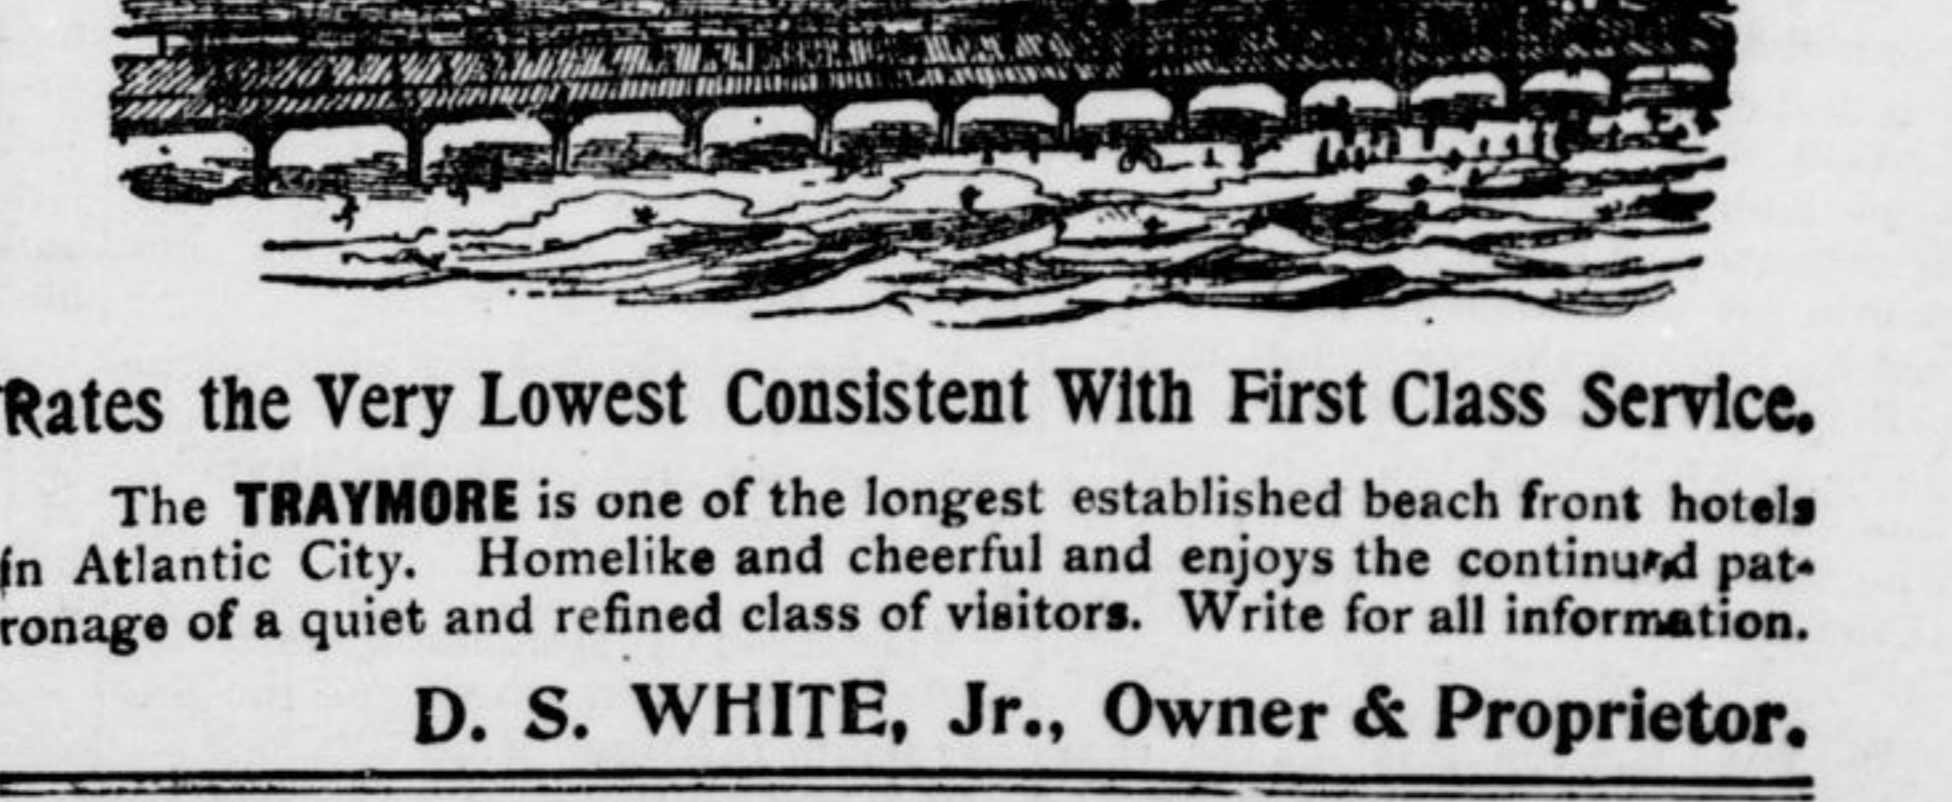 Rates the Very Lowest Consistent With First Class Service.
The TRAYMORE is one of the longest established beach front hotels
in Atlantic City. Homelike and cheerful and enjoys the continued pat-
ronage of a quiet and refined class of visitors. Write for all information.
D. S. WHITE, Jr., Owner & Proprietor.